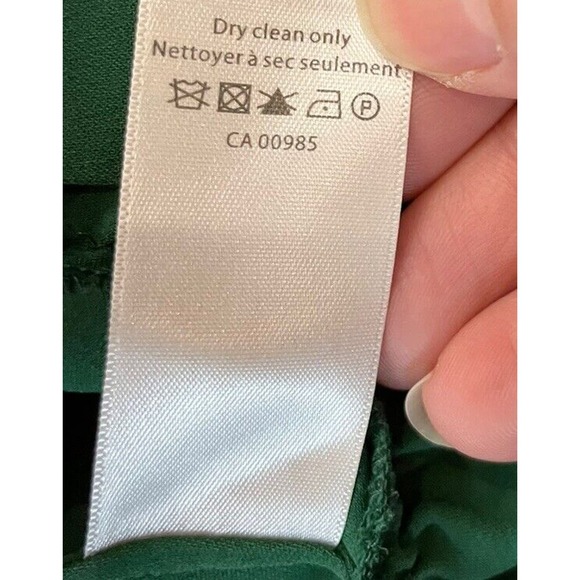 Dry clean only
Nettoyer à sec seulement
P
CA 00985